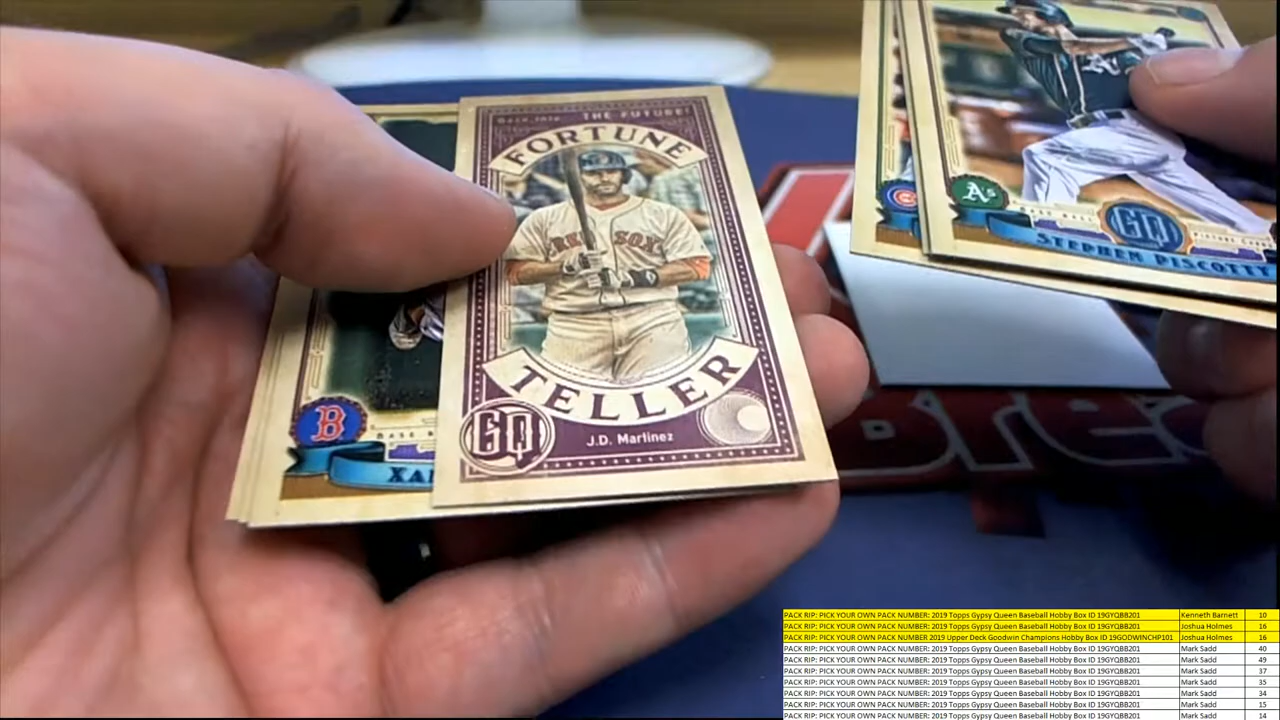 THE FUTURE!
FORTUNE
RED SOX
TELLER
GQ
J.D. Martinez
B
BASE B
XAI
A's
BASE BALL
GQ
PICTURE CARD
STEPHEN PISCOTTY
Brea
PACK RIP: PICK YOUR OWN PACK NUMBER: 2019 Topps Gypsy Queen Baseball Hobby Box ID 19GYQBB201 Kenneth Barnett 10
PACK RIP: PICK YOUR OWN PACK NUMBER: 2019 Topps Gypsy Queen Baseball Hobby Box ID 19GYQBB201 Joshua Holmes 16
PACK RIP: PICK YOUR OWN PACK NUMBER 2019 Upper Deck Goodwin Champions Hobby Box ID 19GODWINCHP101 Joshua Holmes 16
PACK RIP: PICK YOUR OWN PACK NUMBER: 2019 Topps Gypsy Queen Baseball Hobby Box ID 19GYQBB201 Mark Sadd 40
PACK RIP: PICK YOUR OWN PACK NUMBER: 2019 Topps Gypsy Queen Baseball Hobby Box ID 19GYQBB201 Mark Sadd 49
PACK RIP: PICK YOUR OWN PACK NUMBER: 2019 Topps Gypsy Queen Baseball Hobby Box ID 19GYQBB201 Mark Sadd 37
PACK RIP: PICK YOUR OWN PACK NUMBER: 2019 Topps Gypsy Queen Baseball Hobby Box ID 19GYQBB201 Mark Sadd 35
PACK RIP: PICK YOUR OWN PACK NUMBER: 2019 Topps Gypsy Queen Baseball Hobby Box ID 19GYQBB201 Mark Sadd 34
PACK RIP: PICK YOUR OWN PACK NUMBER: 2019 Topps Gypsy Queen Baseball Hobby Box ID 19GYQBB201 Mark Sadd 15
PACK RIP: PICK YOUR OWN PACK NUMBER: 2019 Topps Gypsy Queen Baseball Hobby Box ID 19GYQBB201 Mark Sadd